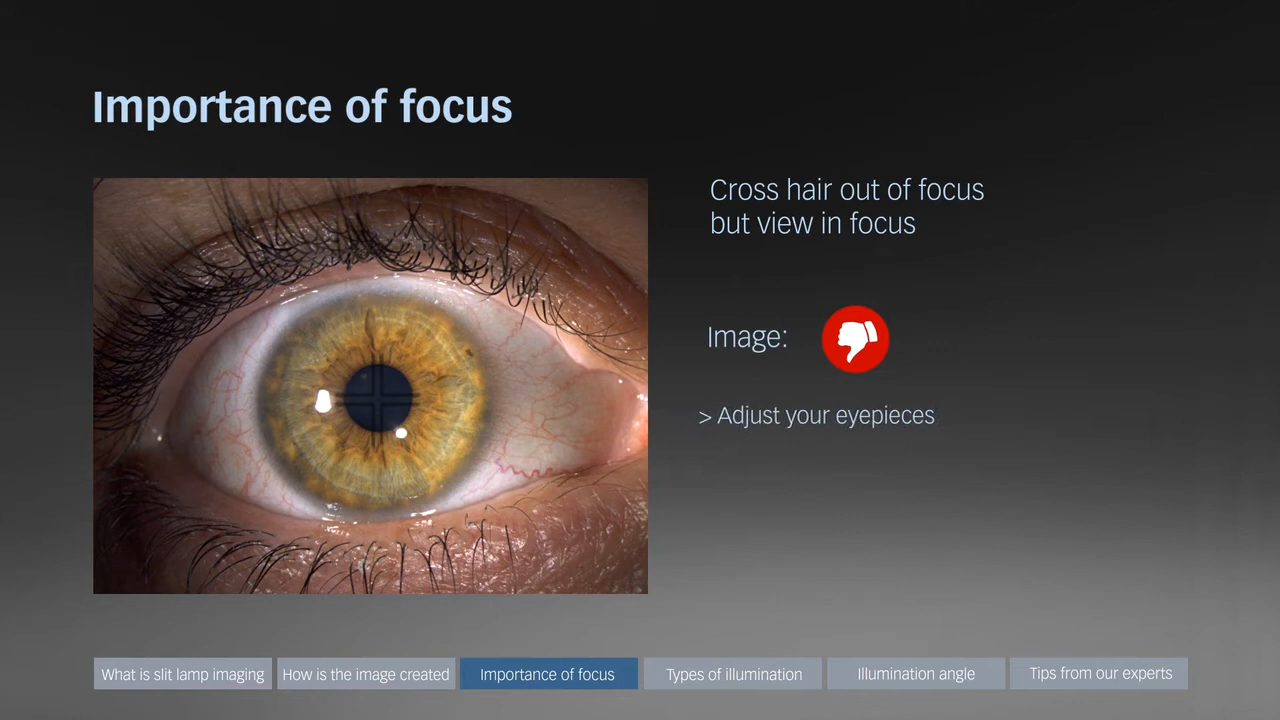 Importance of focus
Cross hair out of focus
but view in focus
Image:
> Adjust your eyepieces
What is slit lamp imaging
How is the image created
Importance of focus
Types of illumination
Illumination angle
Tips from our experts